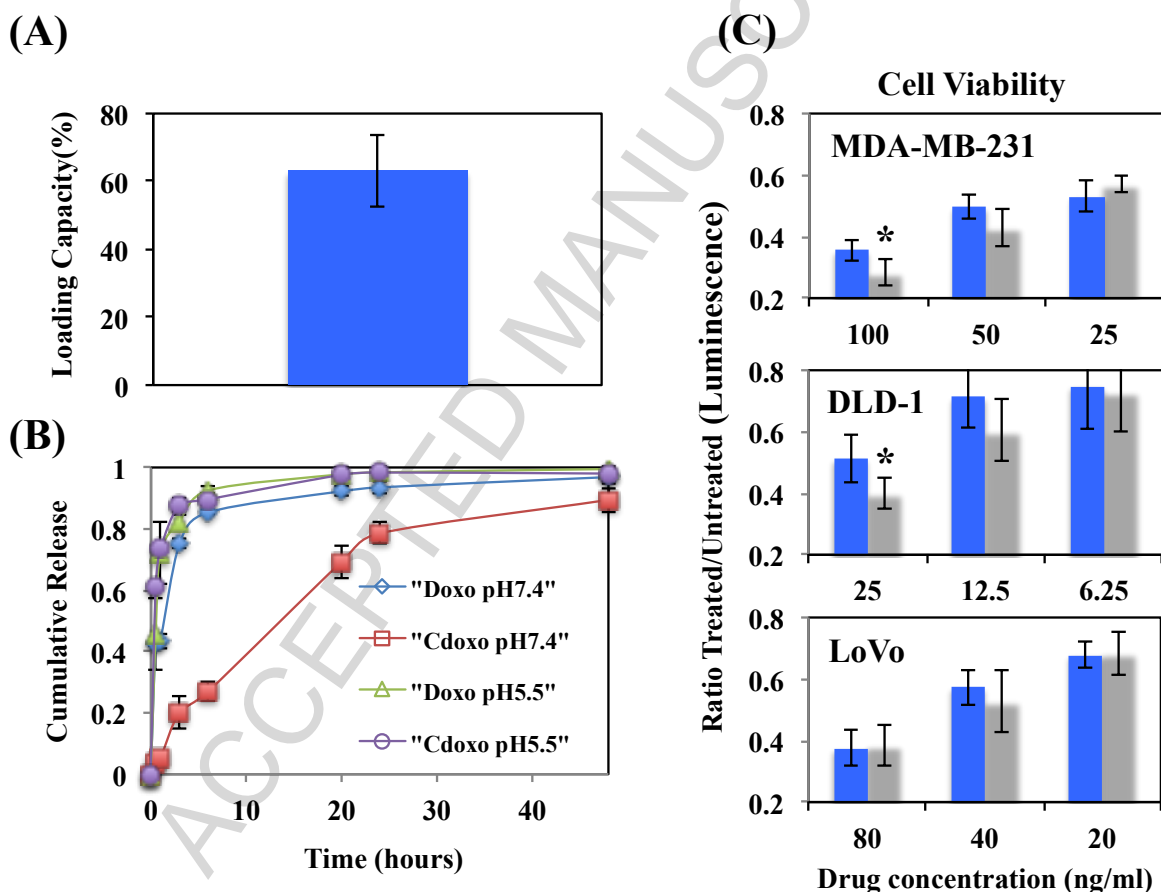 (A)
Loading Capacity(%)
80
60
40
20
0
(B)
Cumulative Release
1
0.8
0.6
0.4
0.2
0
"Doxo pH7.4"
"Cdoxo pH7.4"
"Doxo pH5.5"
"Cdoxo pH5.5"
0 10 20 30 40
Time (hours)
(C)
Cell Viability
Ratio Treated/Untreated (Luminescence)
0.8
MDA-MB-231
0.6
0.4
*
0.2
100 50 25
0.8
DLD-1
0.6
0.4
*
0.2
25 12.5 6.25
0.8
LoVo
0.6
0.4
0.2
80 40 20
Drug concentration (ng/ml)
ACCEPTED MANUSC